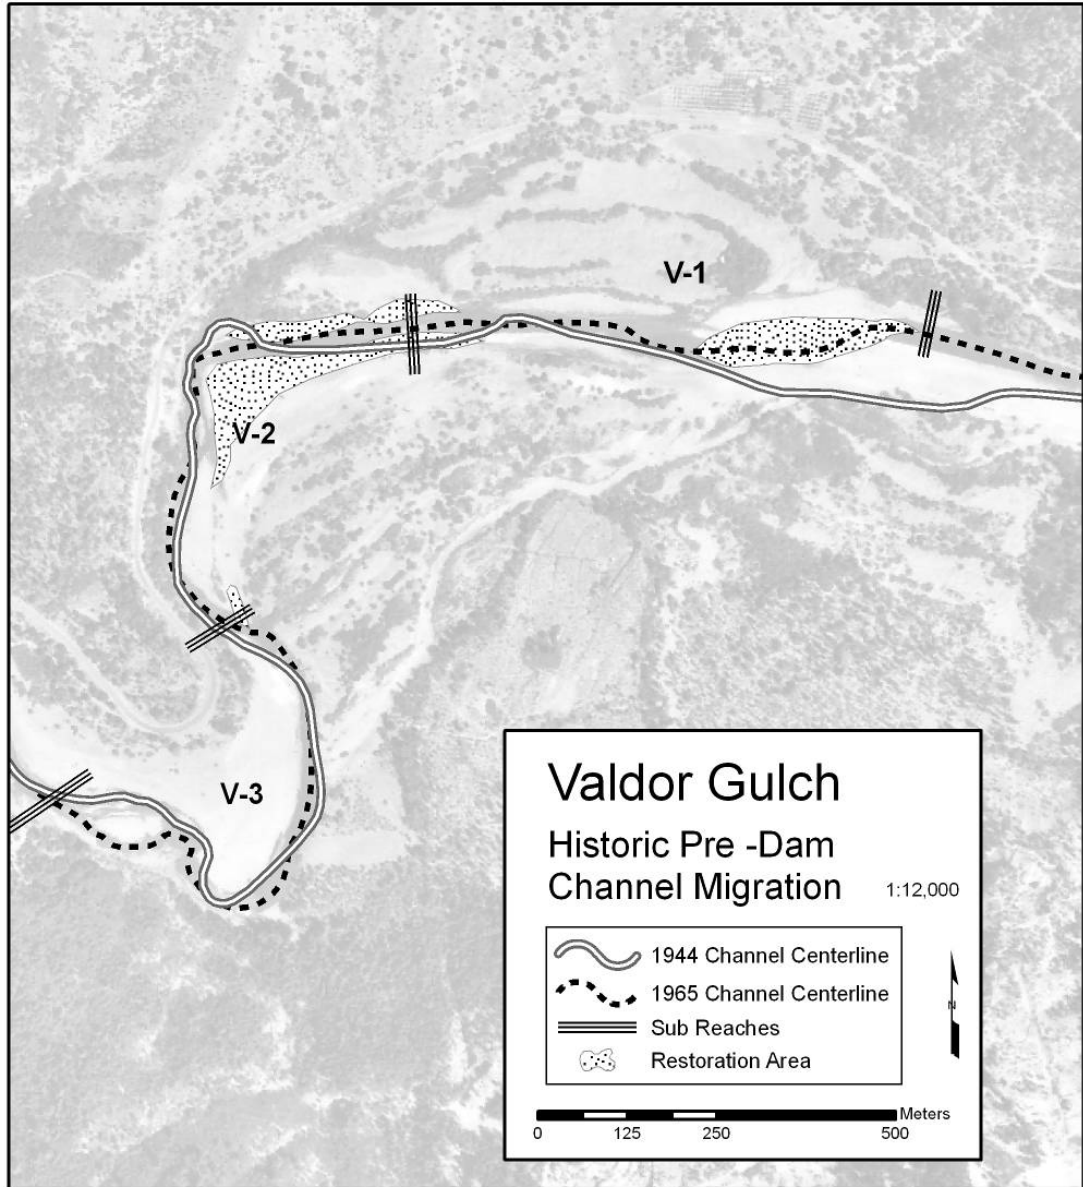 V-1
V-2
V-3
Valdor Gulch
Historic Pre -Dam
Channel Migration
1:12,000
1944 Channel Centerline
1965 Channel Centerline
Sub Reaches
Restoration Area
N
Meters
0 125 250 500